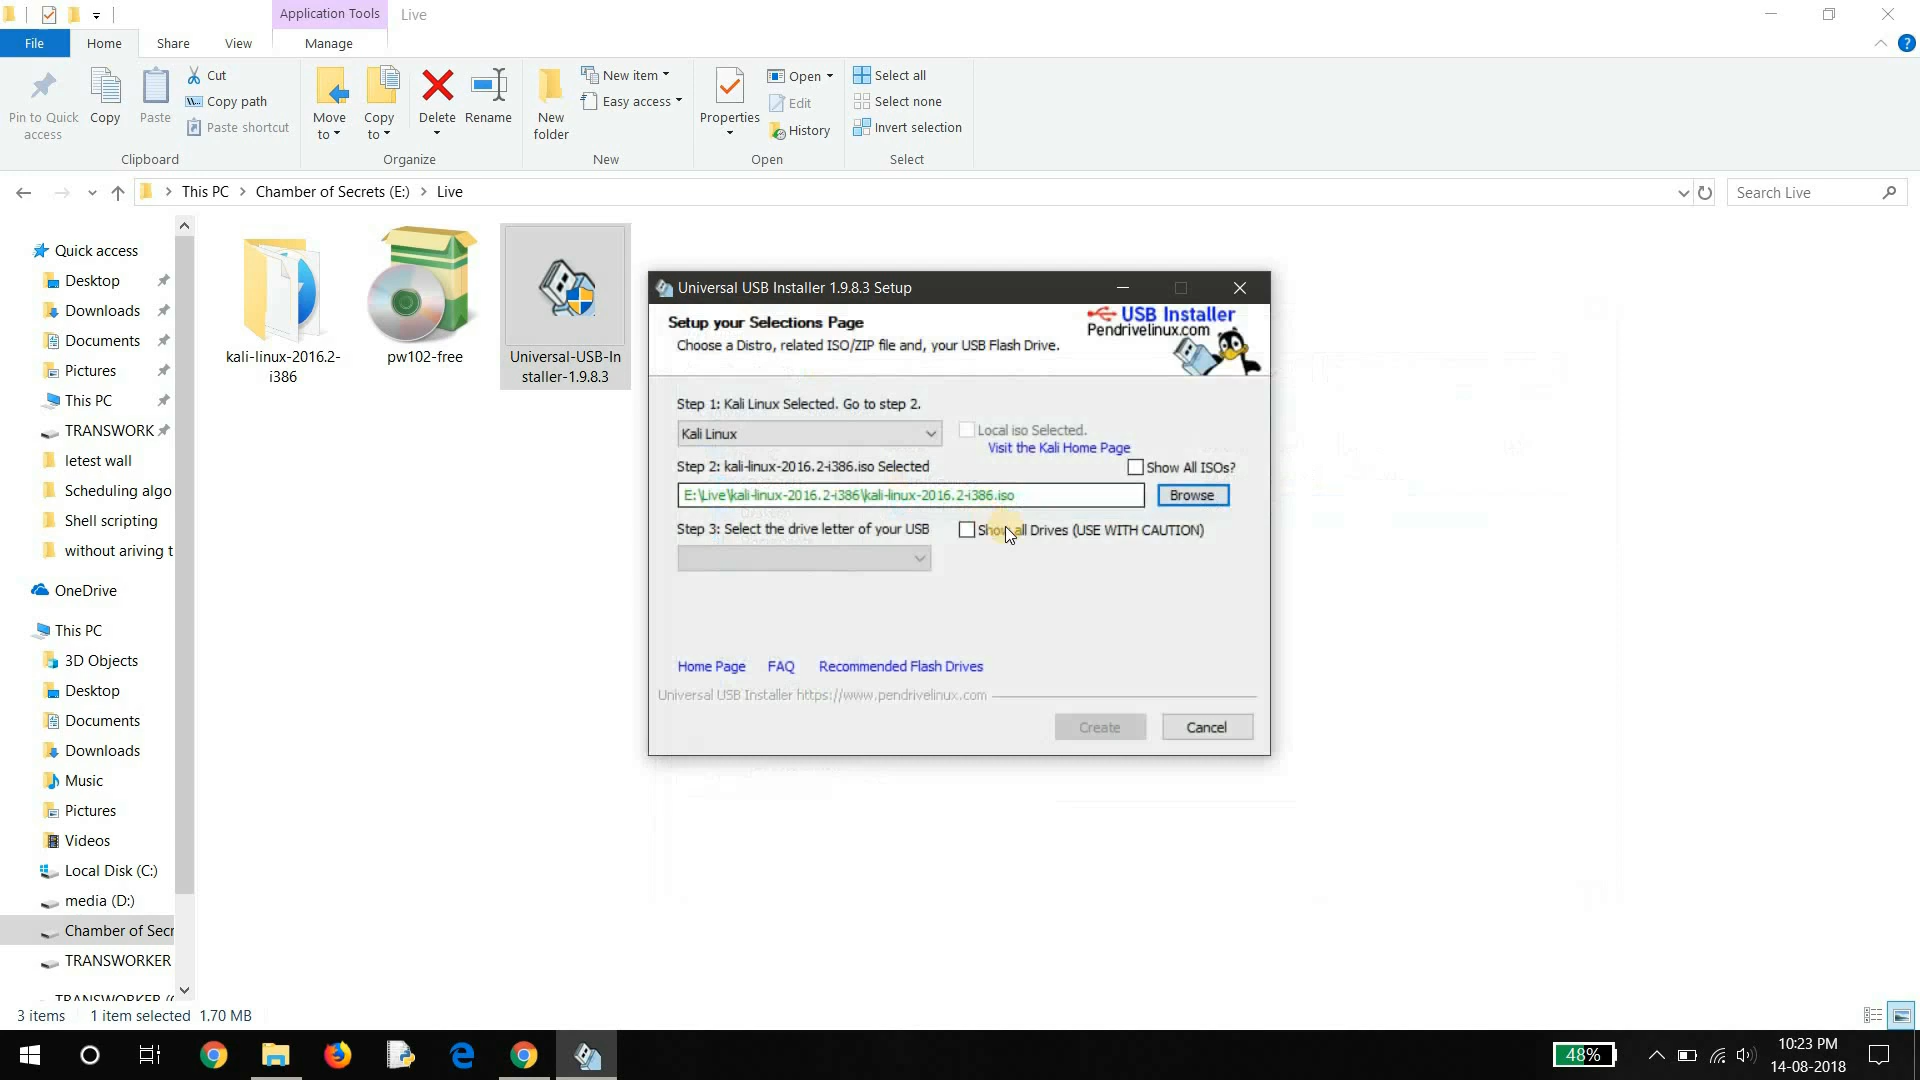 Application Tools
Live
File
Home
Share
View
Manage
Pin to Quick access
Copy
Paste
Cut
Copy path
Paste shortcut
Clipboard
Move to
Copy to
Delete
Rename
Organize
New folder
New item
Easy access
New
Properties
Open
Edit
History
Open
Select all
Select none
Invert selection
Select
This PC
Chamber of Secrets (E:)
Live
Search Live
Quick access
Desktop
Downloads
Documents
Pictures
This PC
TRANSWORK
letest wall
Scheduling algo
Shell scripting
without ariving t
OneDrive
This PC
3D Objects
Desktop
Documents
Downloads
Music
Pictures
Videos
Local Disk (C:)
media (D:)
Chamber of Secr
TRANSWORKER
TRANSWORKER (
kali-linux-2016.2-
i386
pw102-free
Universal-USB-In
staller-1.9.8.3
Universal USB Installer 1.9.8.3 Setup
Setup your Selections Page
Choose a Distro, related ISO/ZIP file and, your USB Flash Drive.
USB Installer
Pendrivelinux.com
Step 1: Kali Linux Selected. Go to step 2.
Kali Linux
Local iso Selected.
Visit the Kali Home Page
Step 2: kali-linux-2016.2-i386.iso Selected
Show All ISOs?
E:\Live\kali-linux-2016.2-i386\kali-linux-2016.2-i386.iso
Browse
Step 3: Select the drive letter of your USB
Show all Drives (USE WITH CAUTION)
Home Page
FAQ
Recommended Flash Drives
Universal USB Installer https://www.pendrivelinux.com
Create
Cancel
3 items
1 item selected 1.70 MB
48%
10:23 PM
14-08-2018